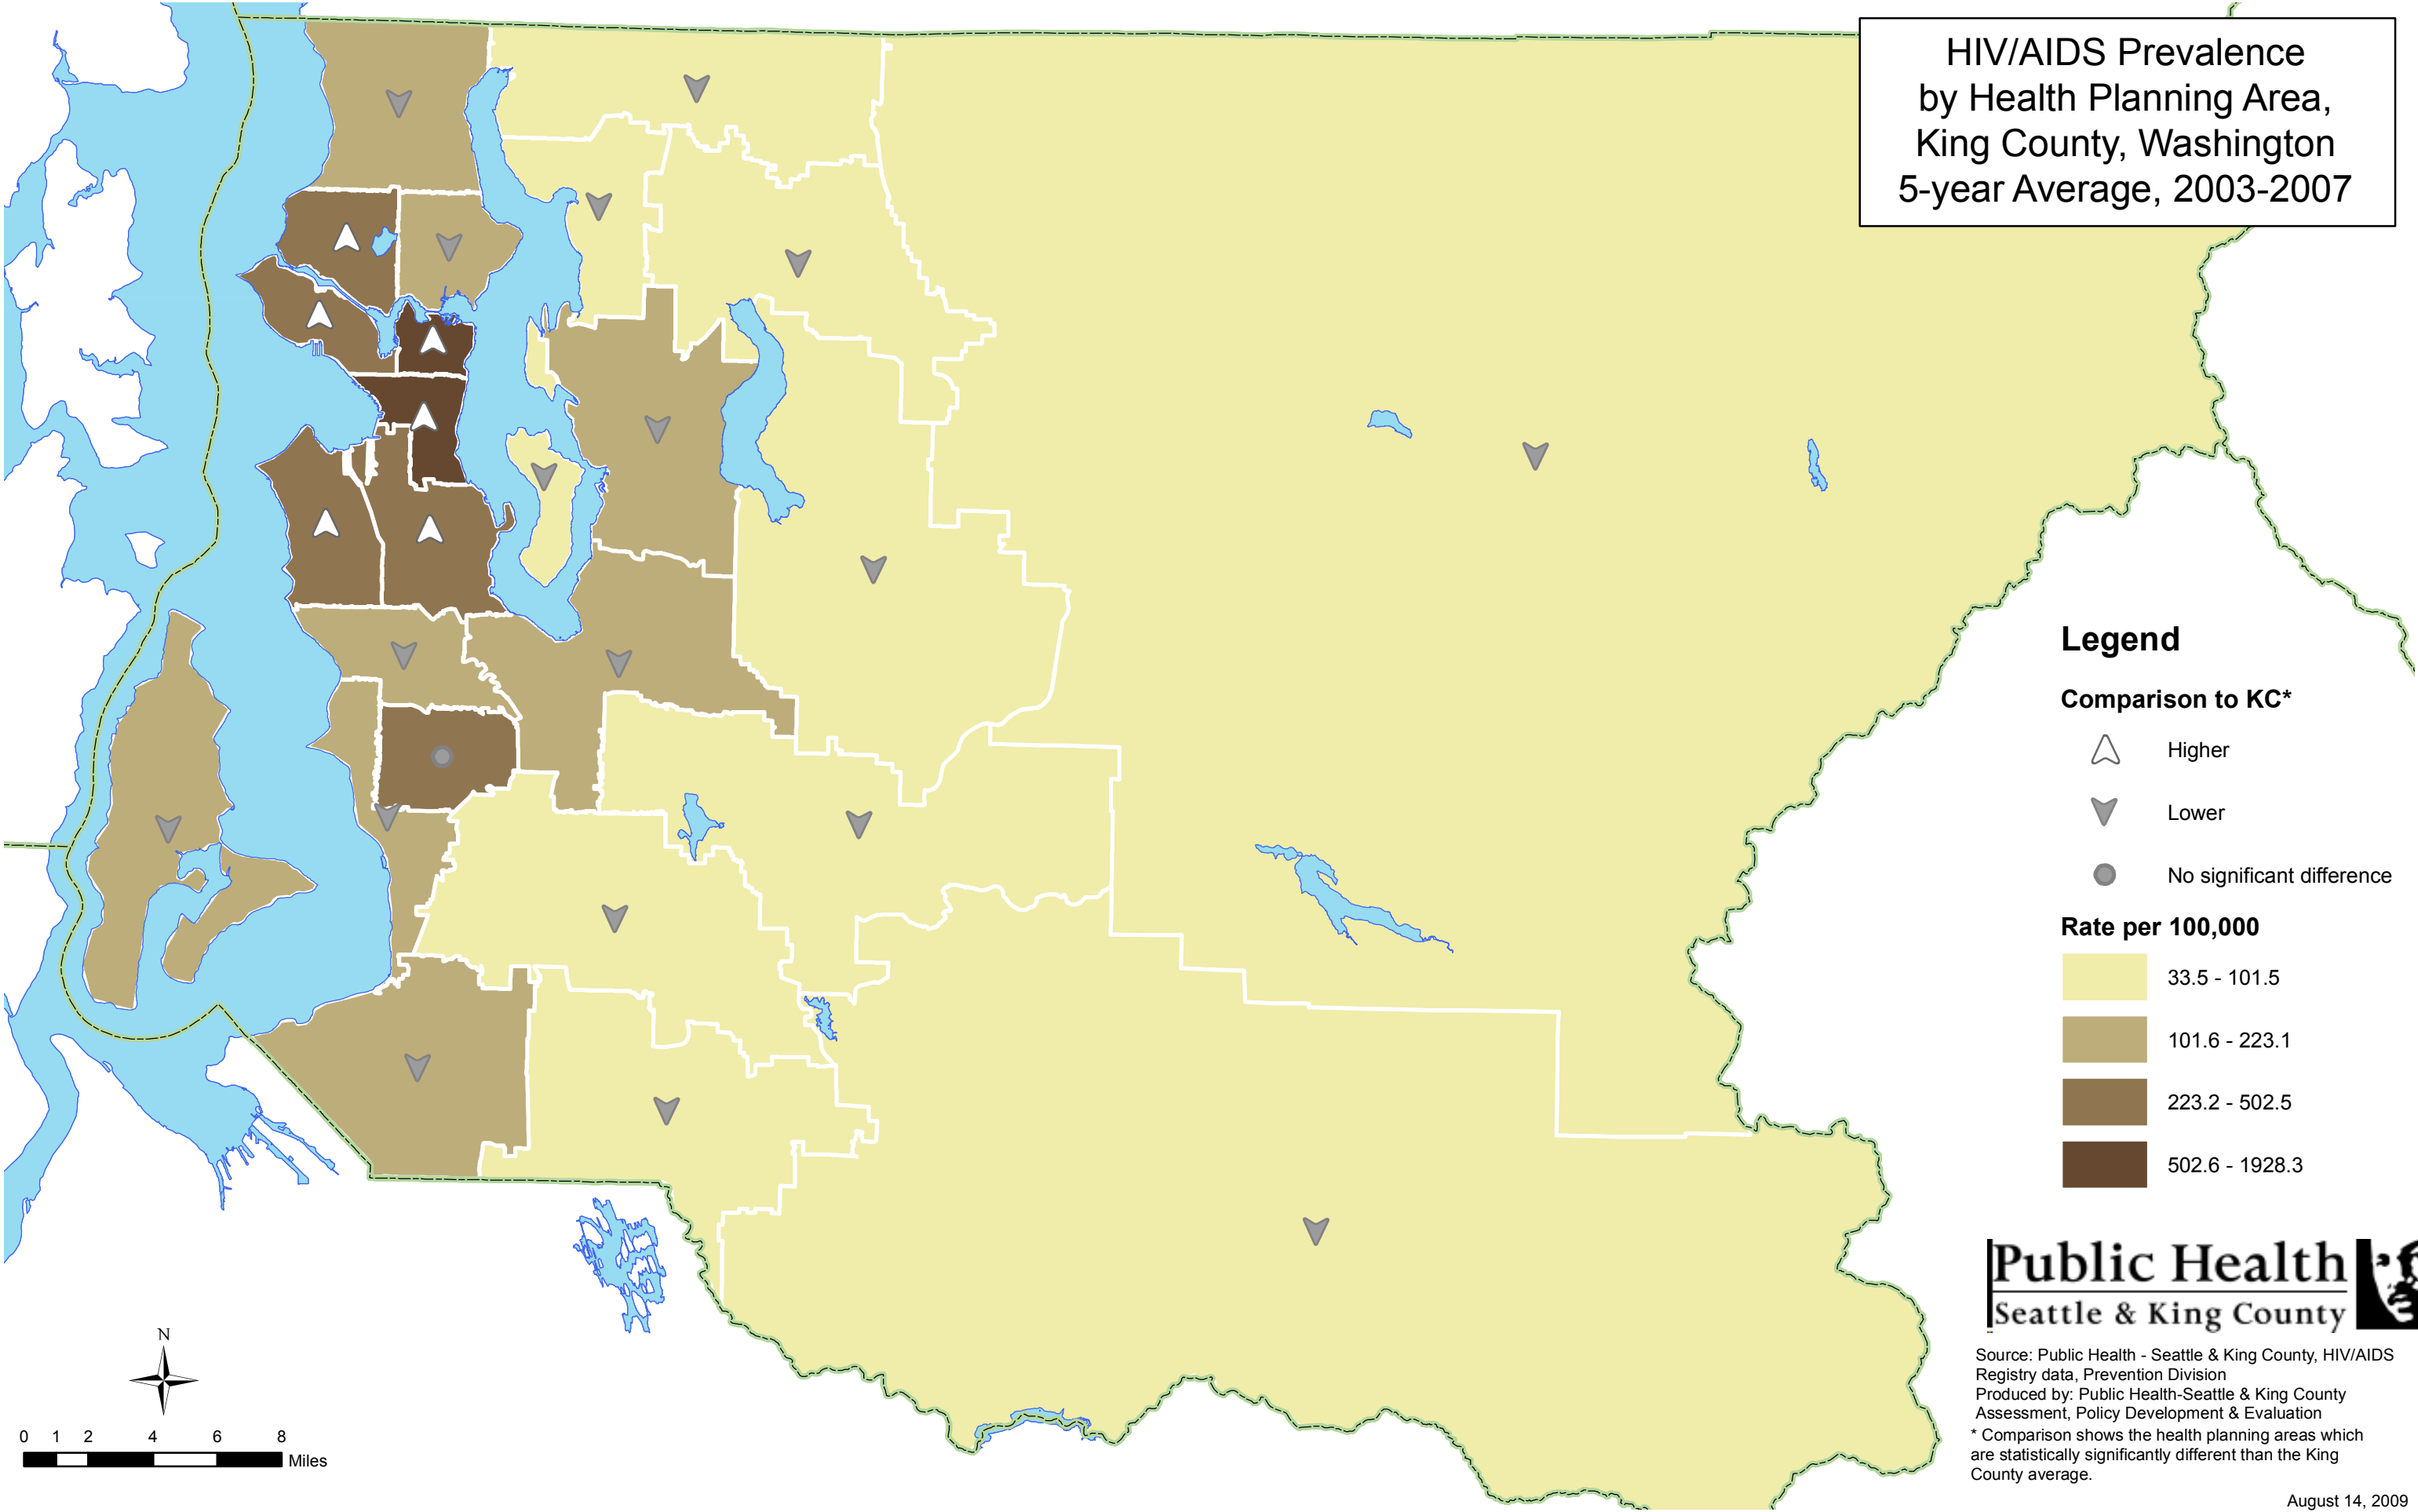 HIV/AIDS Prevalence
by Health Planning Area,
King County, Washington
5-year Average, 2003-2007
Legend
Comparison to KC*
Higher
Lower
No significant difference
Rate per 100,000
33.5 - 101.5
101.6 - 223.1
223.2 - 502.5
502.6 - 1928.3
Public Health
Seattle & King County
Source: Public Health - Seattle & King County, HIV/AIDS
Registry data, Prevention Division
Produced by: Public Health-Seattle & King County
Assessment, Policy Development & Evaluation
* Comparison shows the health planning areas which
are statistically significantly different than the King
County average.
August 14, 2009
N
0 1 2 4 6 8
Miles